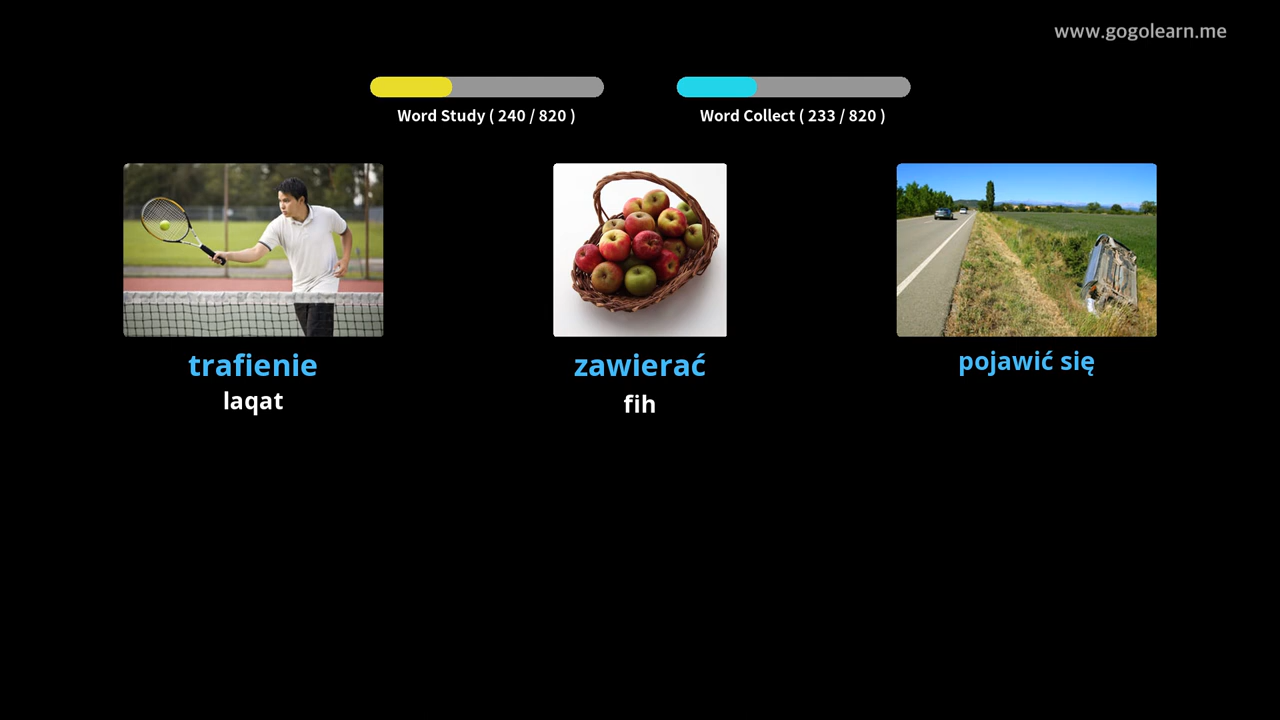 www.gogolearn.me
Word Study ( 240 / 820 )
Word Collect ( 233 / 820 )
trafienie
laqat
zawierać
fih
pojawić się